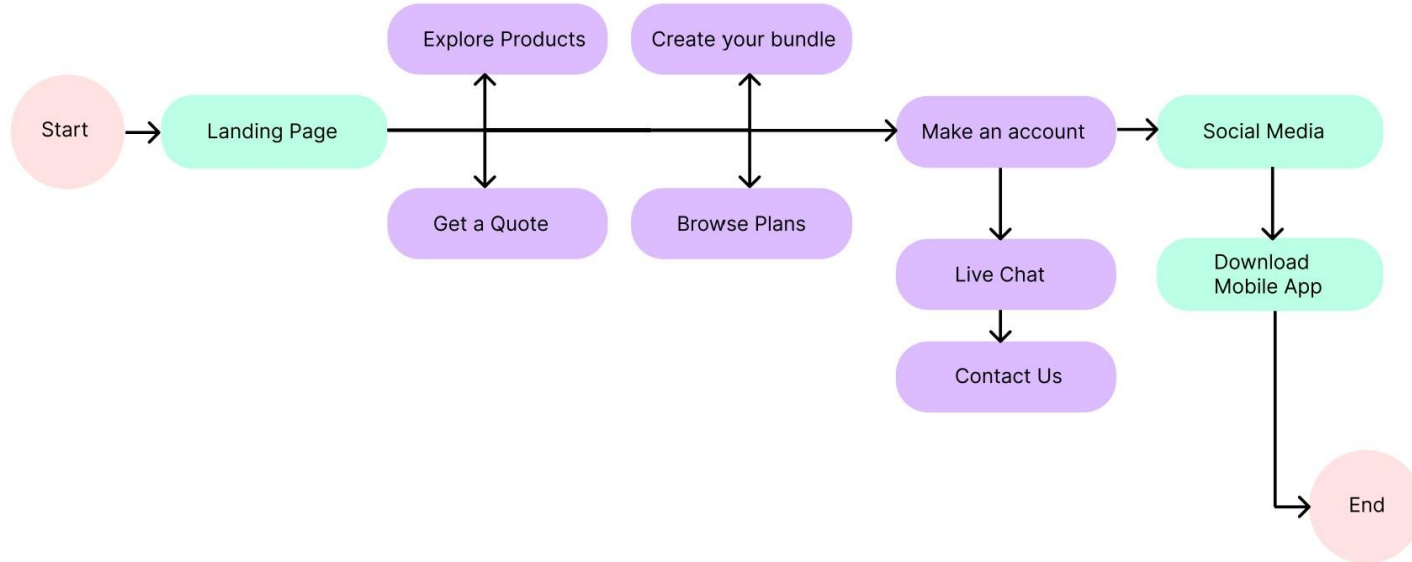 Explore Products
Create your bundle
Start
Landing Page
Make an account
Social Media
Get a Quote
Browse Plans
Live Chat
Download
Mobile App
Contact Us
End